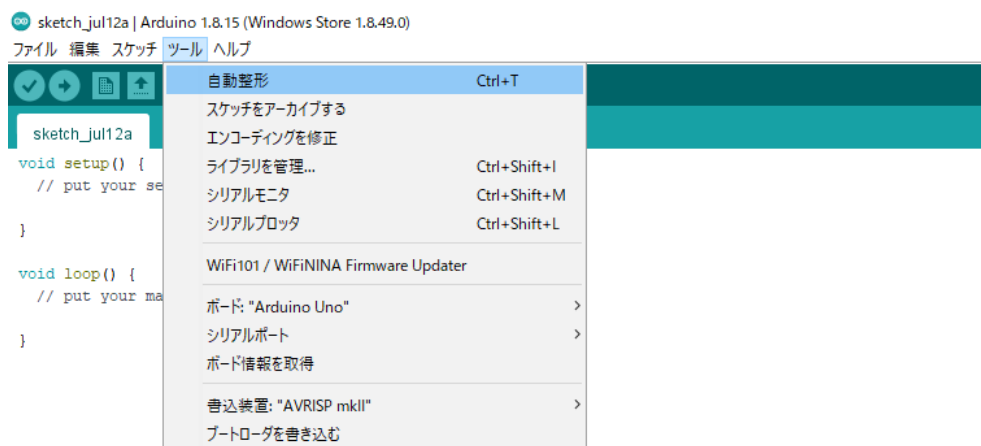 sketch_jul12a | Arduino 1.8.15 (Windows Store 1.8.49.0)
ファイル 編集 スケッチ ツール ヘルプ
自動整形 Ctrl+T
スケッチをアーカイブする
エンコーディングを修正
ライブラリを管理... Ctrl+Shift+I
シリアルモニタ Ctrl+Shift+M
シリアルプロッタ Ctrl+Shift+L
WiFi101 / WiFiNINA Firmware Updater
ボード: "Arduino Uno"
シリアルポート
ボード情報を取得
書込装置: "AVRISP mkII"
ブートローダを書き込む
sketch_jul12a
void setup() {
// put your se
}
void loop() {
// put your ma
}